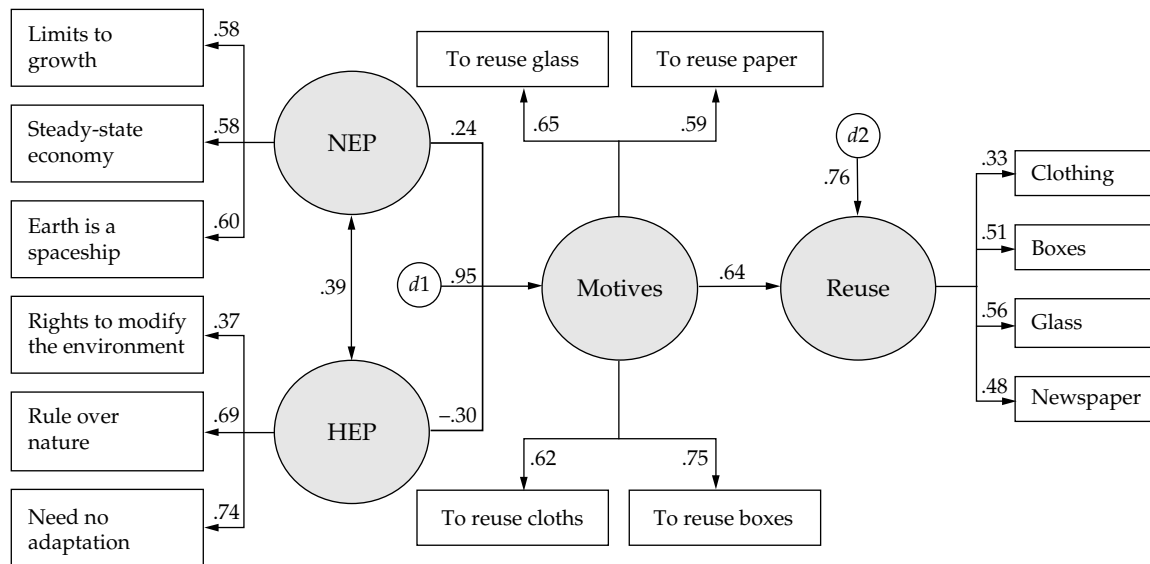 Limits to
growth
.58
Steady-state
economy
.58
Earth is a
spaceship
.60
Rights to modify
the environment
.37
Rule over
nature
.69
Need no
adaptation
.74
NEP
.24
.39
HEP
–.30
d1
.95
To reuse glass
.65
To reuse paper
.59
Motives
.64
To reuse cloths
.62
To reuse boxes
.75
d2
.76
Reuse
.33
Clothing
.51
Boxes
.56
Glass
.48
Newspaper